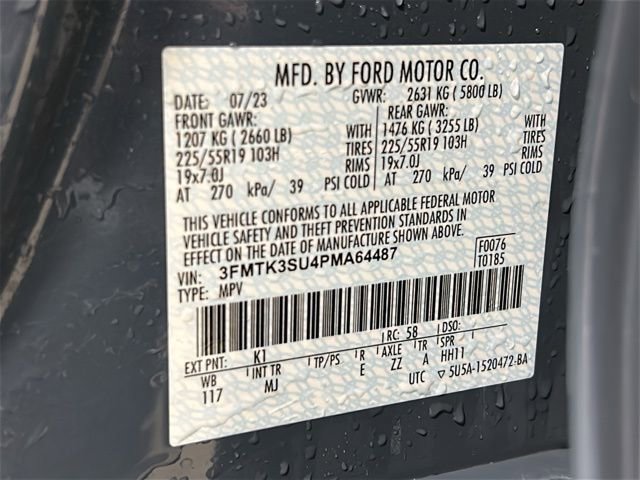 MFD. BY FORD MOTOR CO.
DATE: 07/23 GVWR: 2631 KG ( 5800 LB)
FRONT GAWR: REAR GAWR:
1207 KG ( 2660 LB) WITH 1476 KG ( 3255 LB) WITH
225/55R19 103H TIRES 225/55R19 103H TIRES
19x7.0J RIMS 19x7.0J RIMS
AT 270 kPa/ 39 PSI COLD AT 270 kPa/ 39 PSI COLD
THIS VEHICLE CONFORMS TO ALL APPLICABLE FEDERAL MOTOR
VEHICLE SAFETY AND THEFT PREVENTION STANDARDS IN
EFFECT ON THE DATE OF MANUFACTURE SHOWN ABOVE.
VIN: 3FMTK3SU4PMA64487 F0076
TYPE: MPV T0185
EXT PNT: K1 RC: 58 DSO:
WB INT TR TP/PS R AXLE TR SPR
117 MJ E ZZ A HH11
UTC ▽ 5U5A-1520472-BA